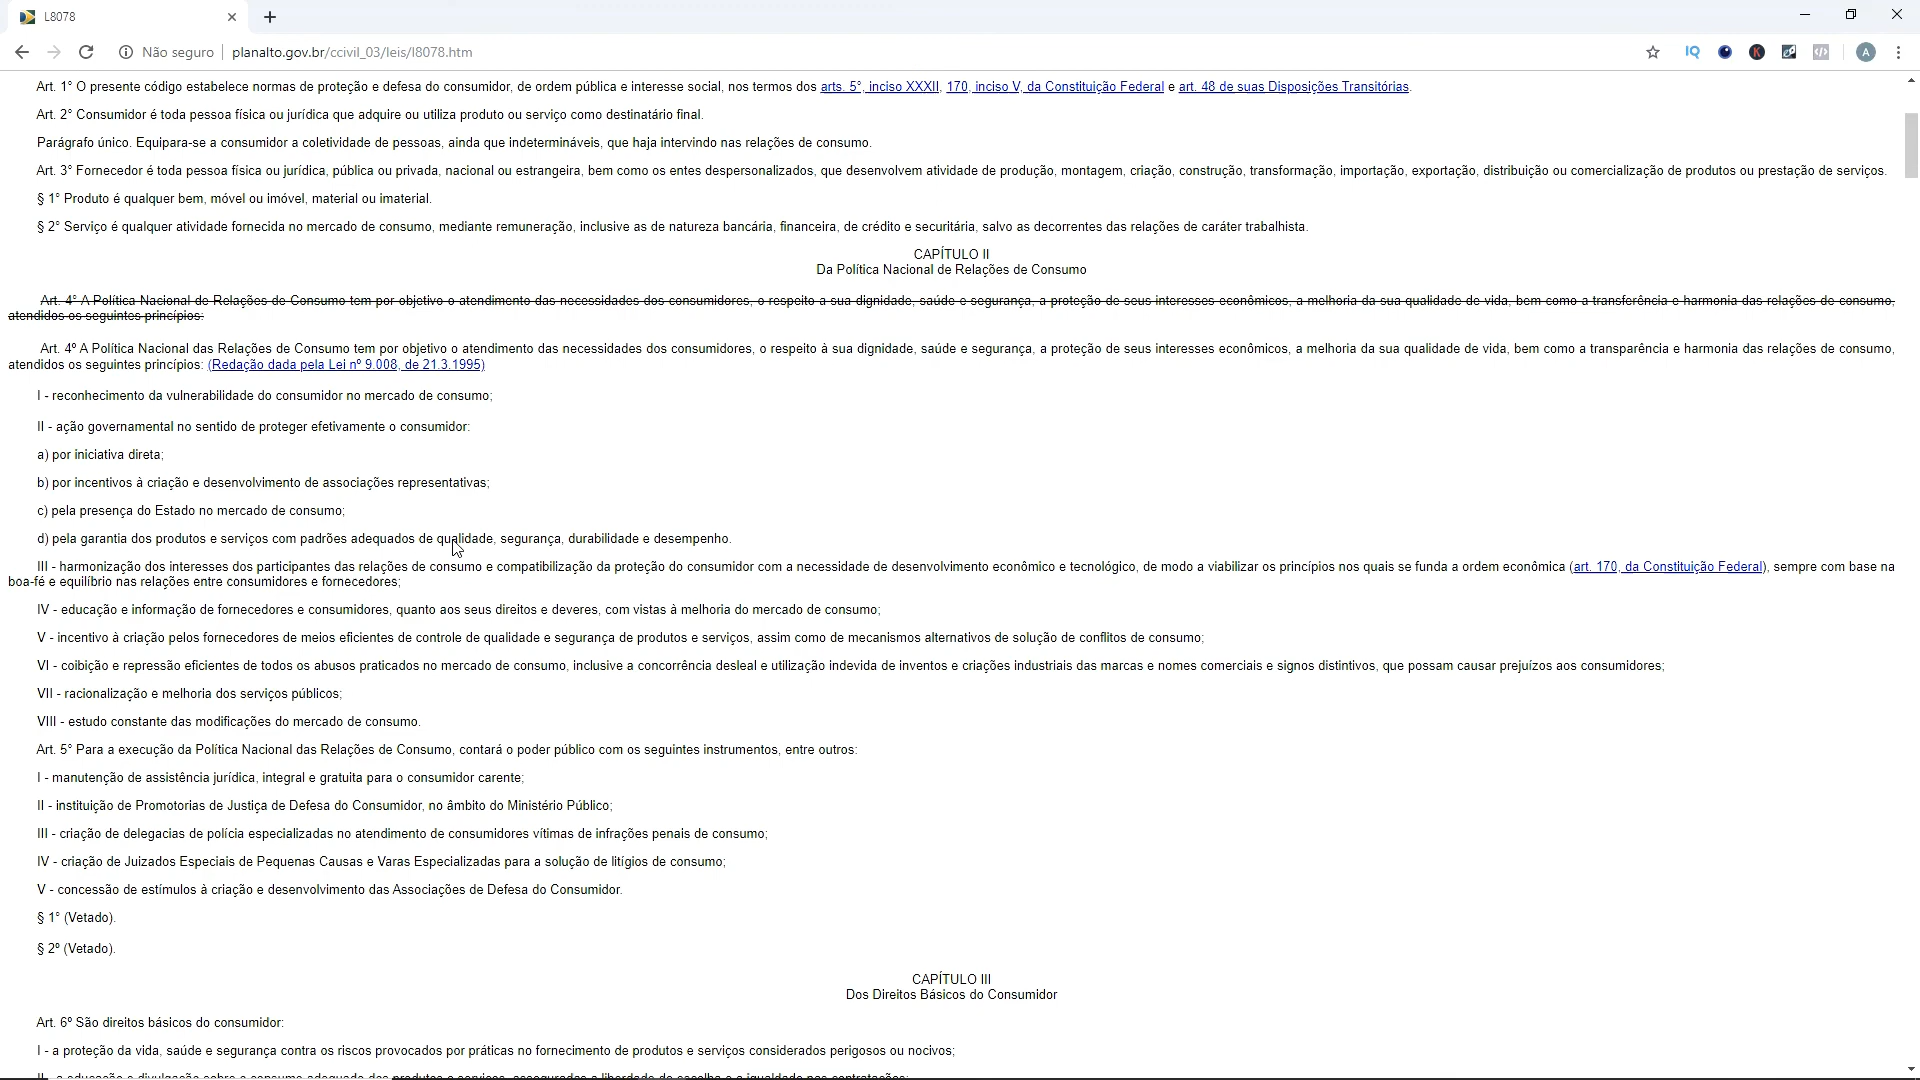 L8078
Não seguro
planalto.gov.br/ccivil_03/leis/l8078.htm
IQ
K
A
Art. 1° O presente código estabelece normas de proteção e defesa do consumidor, de ordem pública e interesse social, nos termos dos arts. 5°, inciso XXXII, 170, inciso V, da Constituição Federal e art. 48 de suas Disposições Transitórias.
Art. 2° Consumidor é toda pessoa física ou jurídica que adquire ou utiliza produto ou serviço como destinatário final.
Parágrafo único. Equipara-se a consumidor a coletividade de pessoas, ainda que indetermináveis, que haja intervindo nas relações de consumo.
Art. 3° Fornecedor é toda pessoa física ou jurídica, pública ou privada, nacional ou estrangeira, bem como os entes despersonalizados, que desenvolvem atividade de produção, montagem, criação, construção, transformação, importação, exportação, distribuição ou comercialização de produtos ou prestação de serviços.
§ 1° Produto é qualquer bem, móvel ou imóvel, material ou imaterial.
§ 2° Serviço é qualquer atividade fornecida no mercado de consumo, mediante remuneração, inclusive as de natureza bancária, financeira, de crédito e securitária, salvo as decorrentes das relações de caráter trabalhista.
CAPÍTULO II
Da Política Nacional de Relações de Consumo
Art. 4° A Política Nacional de Relações de Consumo tem por objetivo o atendimento das necessidades dos consumidores, o respeito a sua dignidade, saúde e segurança, a proteção de seus interesses econômicos, a melhoria da sua qualidade de vida, bem como a transferência e harmonia das relações de consumo,
atendidos os seguintes princípios:
Art. 4º A Política Nacional das Relações de Consumo tem por objetivo o atendimento das necessidades dos consumidores, o respeito à sua dignidade, saúde e segurança, a proteção de seus interesses econômicos, a melhoria da sua qualidade de vida, bem como a transparência e harmonia das relações de consumo,
atendidos os seguintes princípios: (Redação dada pela Lei nº 9.008, de 21.3.1995)
I - reconhecimento da vulnerabilidade do consumidor no mercado de consumo;
II - ação governamental no sentido de proteger efetivamente o consumidor:
a) por iniciativa direta;
b) por incentivos à criação e desenvolvimento de associações representativas;
c) pela presença do Estado no mercado de consumo;
d) pela garantia dos produtos e serviços com padrões adequados de qualidade, segurança, durabilidade e desempenho.
III - harmonização dos interesses dos participantes das relações de consumo e compatibilização da proteção do consumidor com a necessidade de desenvolvimento econômico e tecnológico, de modo a viabilizar os princípios nos quais se funda a ordem econômica (art. 170, da Constituição Federal), sempre com base na
boa-fé e equilíbrio nas relações entre consumidores e fornecedores;
IV - educação e informação de fornecedores e consumidores, quanto aos seus direitos e deveres, com vistas à melhoria do mercado de consumo;
V - incentivo à criação pelos fornecedores de meios eficientes de controle de qualidade e segurança de produtos e serviços, assim como de mecanismos alternativos de solução de conflitos de consumo;
VI - coibição e repressão eficientes de todos os abusos praticados no mercado de consumo, inclusive a concorrência desleal e utilização indevida de inventos e criações industriais das marcas e nomes comerciais e signos distintivos, que possam causar prejuízos aos consumidores;
VII - racionalização e melhoria dos serviços públicos;
VIII - estudo constante das modificações do mercado de consumo.
Art. 5° Para a execução da Política Nacional das Relações de Consumo, contará o poder público com os seguintes instrumentos, entre outros:
I - manutenção de assistência jurídica, integral e gratuita para o consumidor carente;
II - instituição de Promotorias de Justiça de Defesa do Consumidor, no âmbito do Ministério Público;
III - criação de delegacias de polícia especializadas no atendimento de consumidores vítimas de infrações penais de consumo;
IV - criação de Juizados Especiais de Pequenas Causas e Varas Especializadas para a solução de litígios de consumo;
V - concessão de estímulos à criação e desenvolvimento das Associações de Defesa do Consumidor.
§ 1° (Vetado).
§ 2º (Vetado).
CAPÍTULO III
Dos Direitos Básicos do Consumidor
Art. 6º São direitos básicos do consumidor:
I - a proteção da vida, saúde e segurança contra os riscos provocados por práticas no fornecimento de produtos e serviços considerados perigosos ou nocivos;
II - a educação e divulgação sobre o consumo adequado dos produtos e serviços, asseguradas a liberdade de escolha e a igualdade nas contratações;